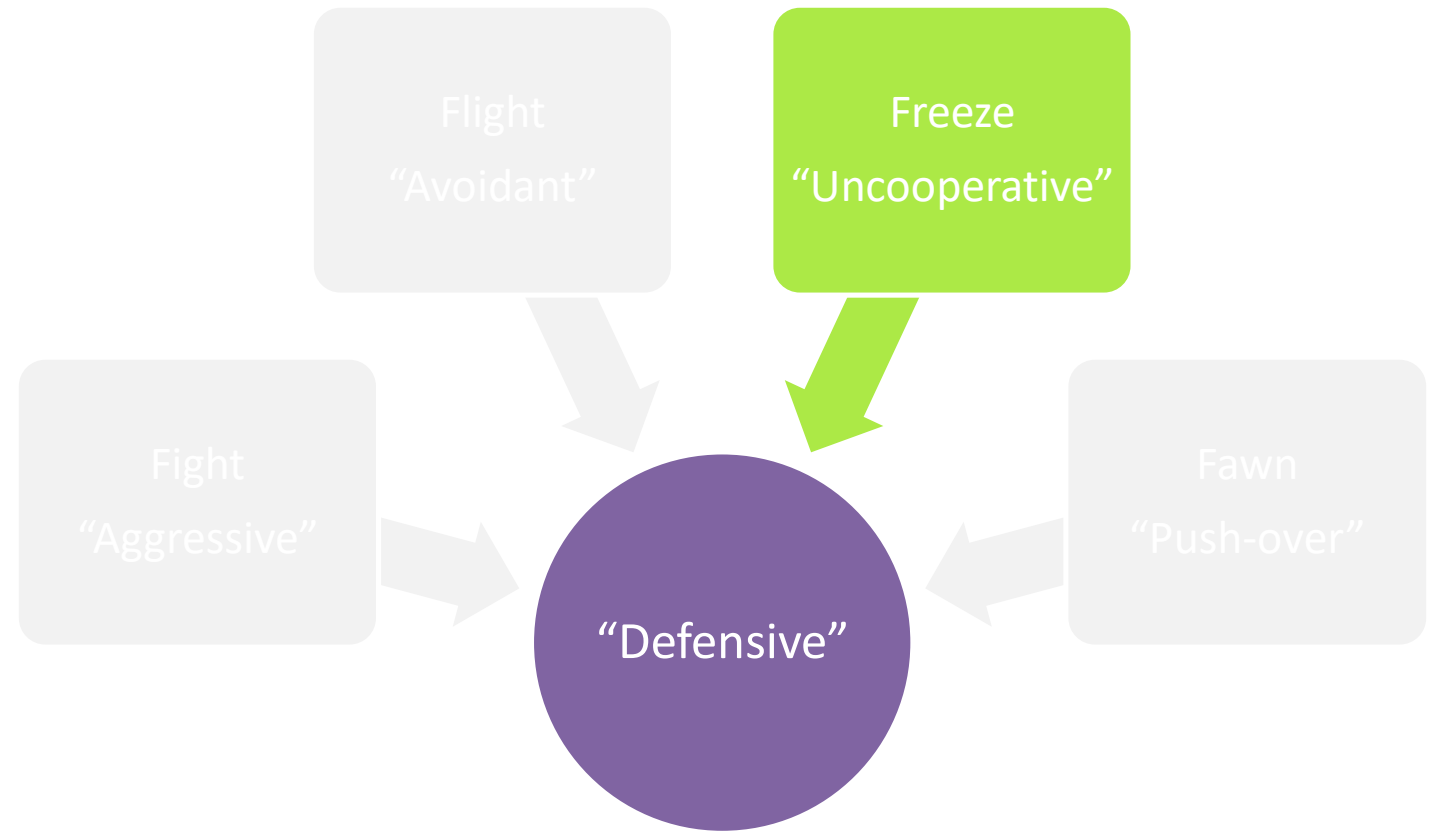 Flight
“Avoidant”
Freeze
“Uncooperative”
Fight
“Aggressive”
Fawn
“Push-over”
“Defensive”